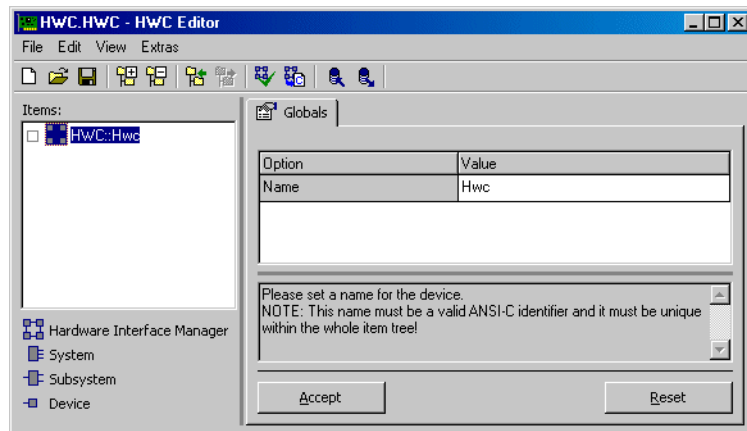 HWC.HWC - HWC Editor
File Edit View Extras
Items:
HWC::Hwc
Hardware Interface Manager
System
Subsystem
Device
Globals
Option Value
Name Hwc
Please set a name for the device.
NOTE: This name must be a valid ANSI-C identifier and it must be unique
within the whole item tree!
Accept Reset